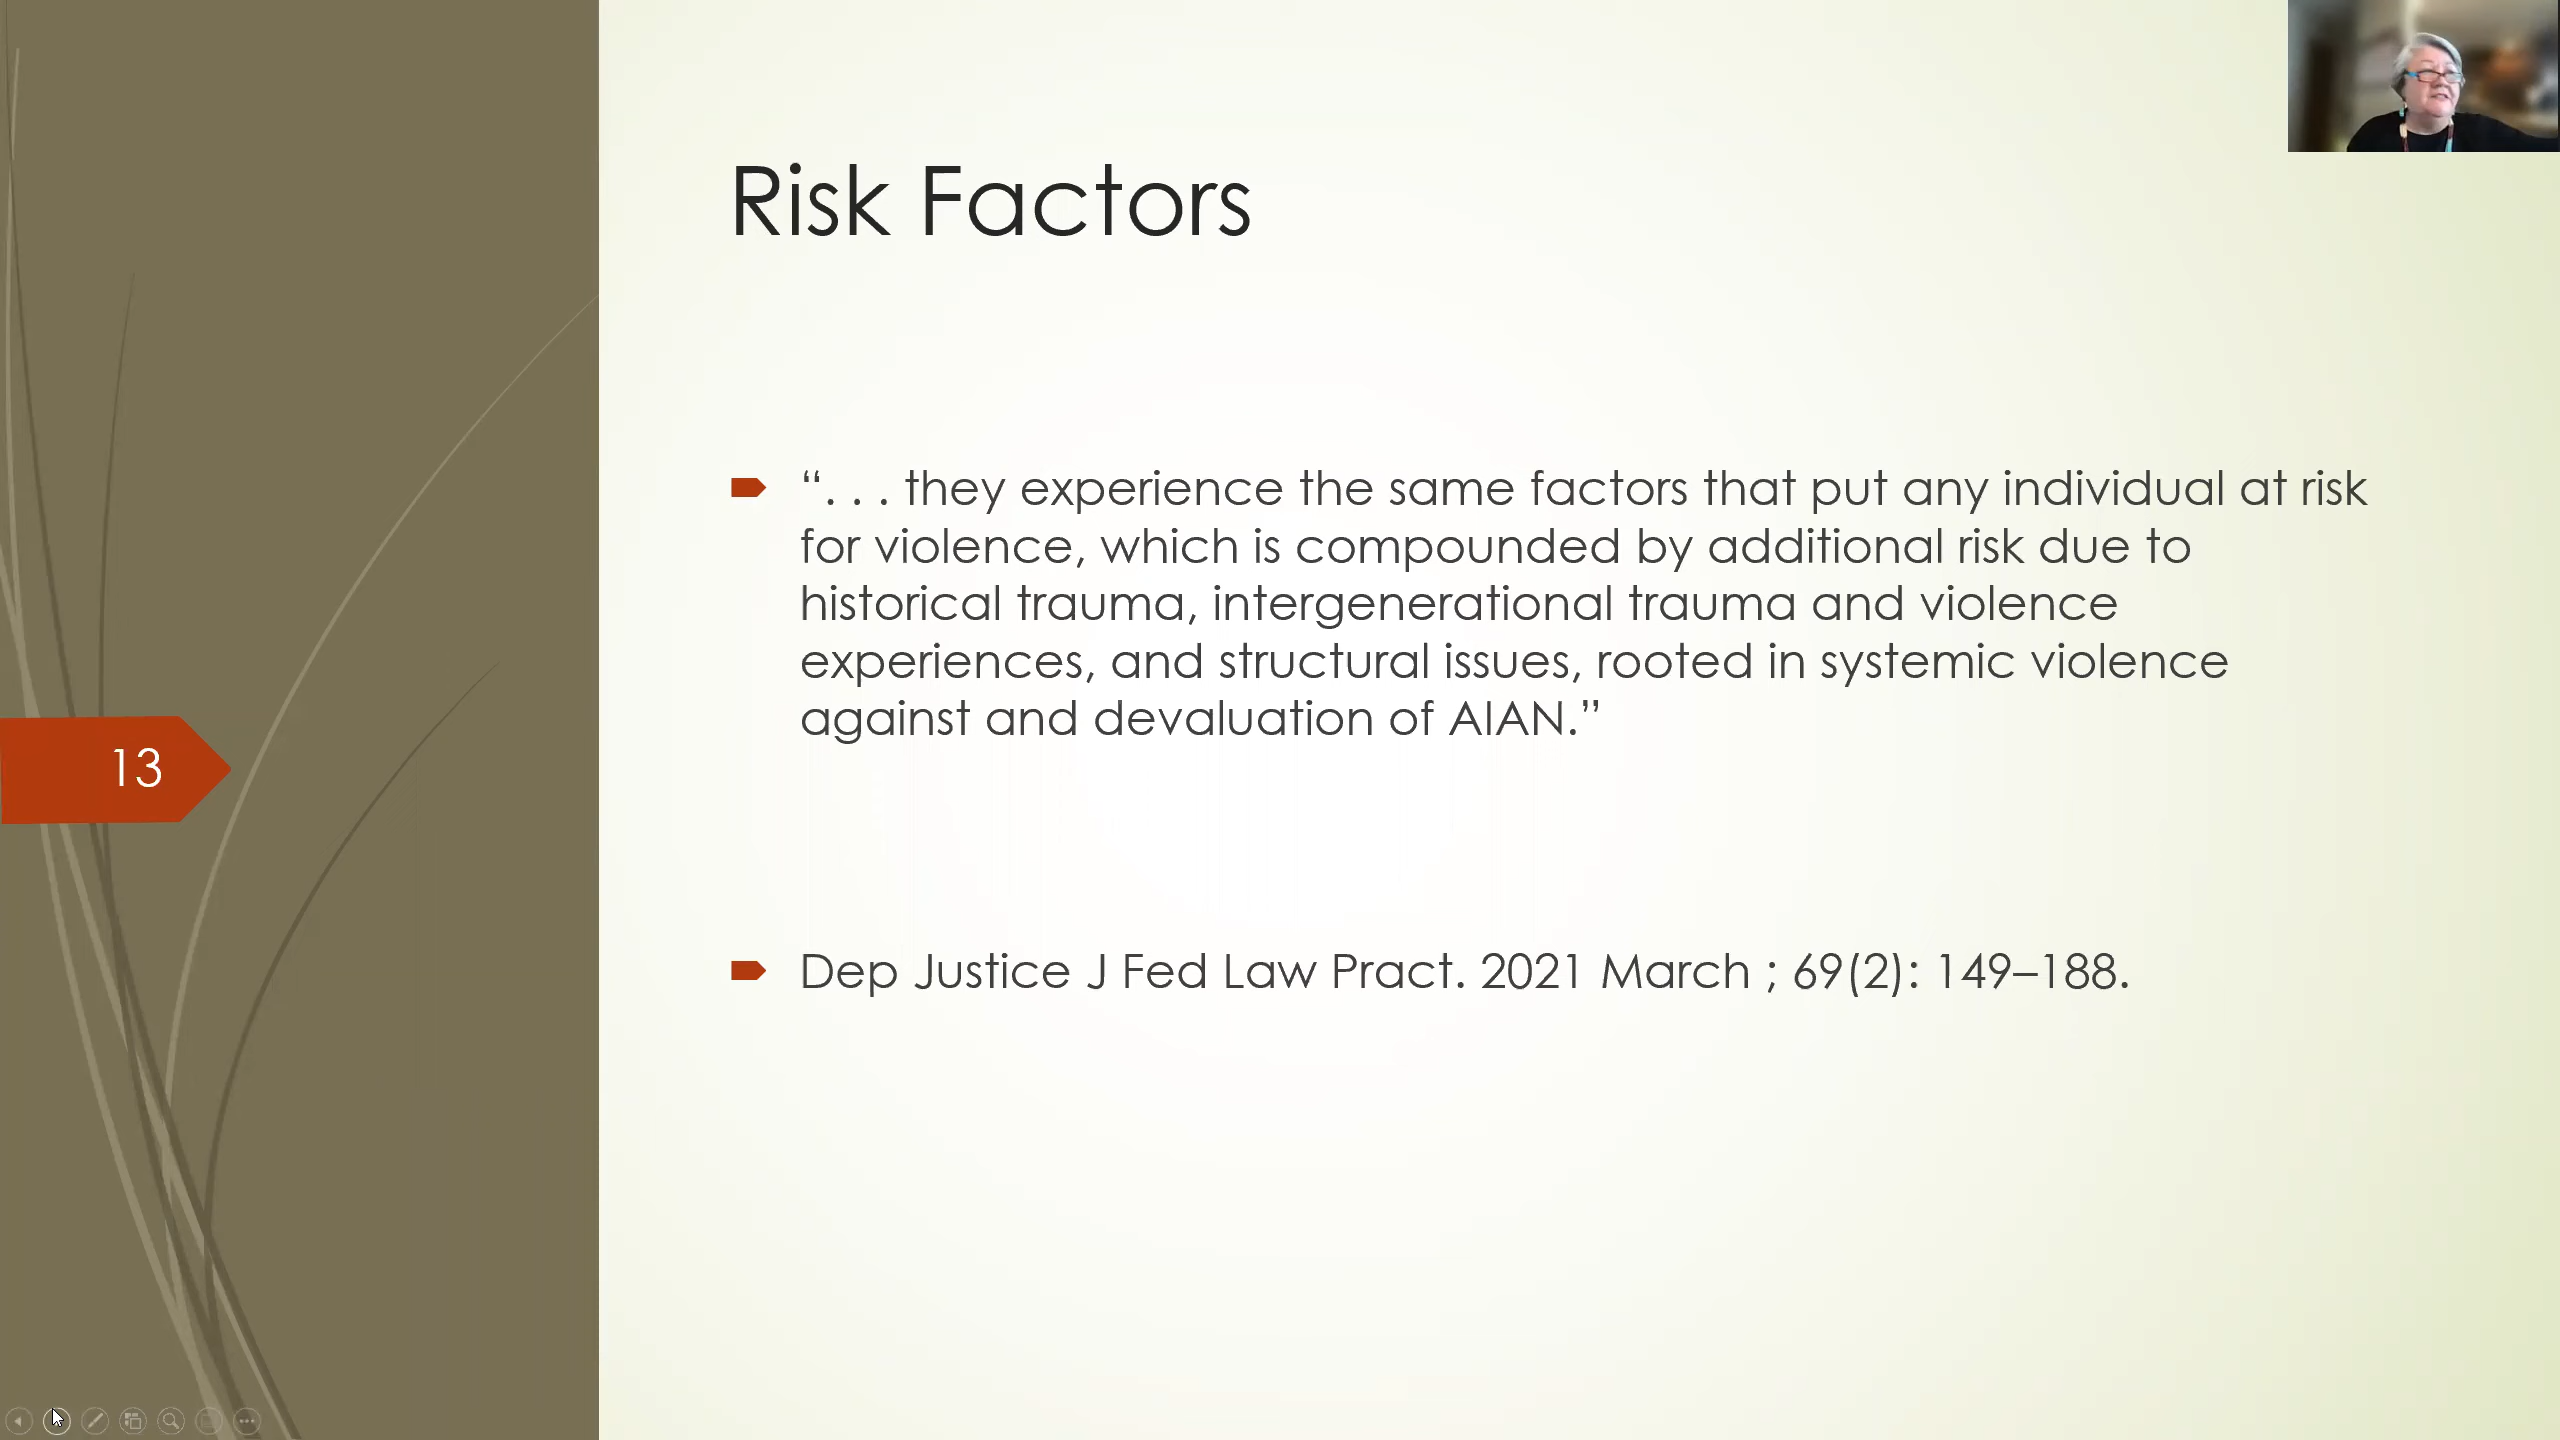 Risk Factors
“. . . they experience the same factors that put any individual at risk
for violence, which is compounded by additional risk due to
historical trauma, intergenerational trauma and violence
experiences, and structural issues, rooted in systemic violence
against and devaluation of AIAN.”
13
Dep Justice J Fed Law Pract. 2021 March ; 69(2): 149–188.